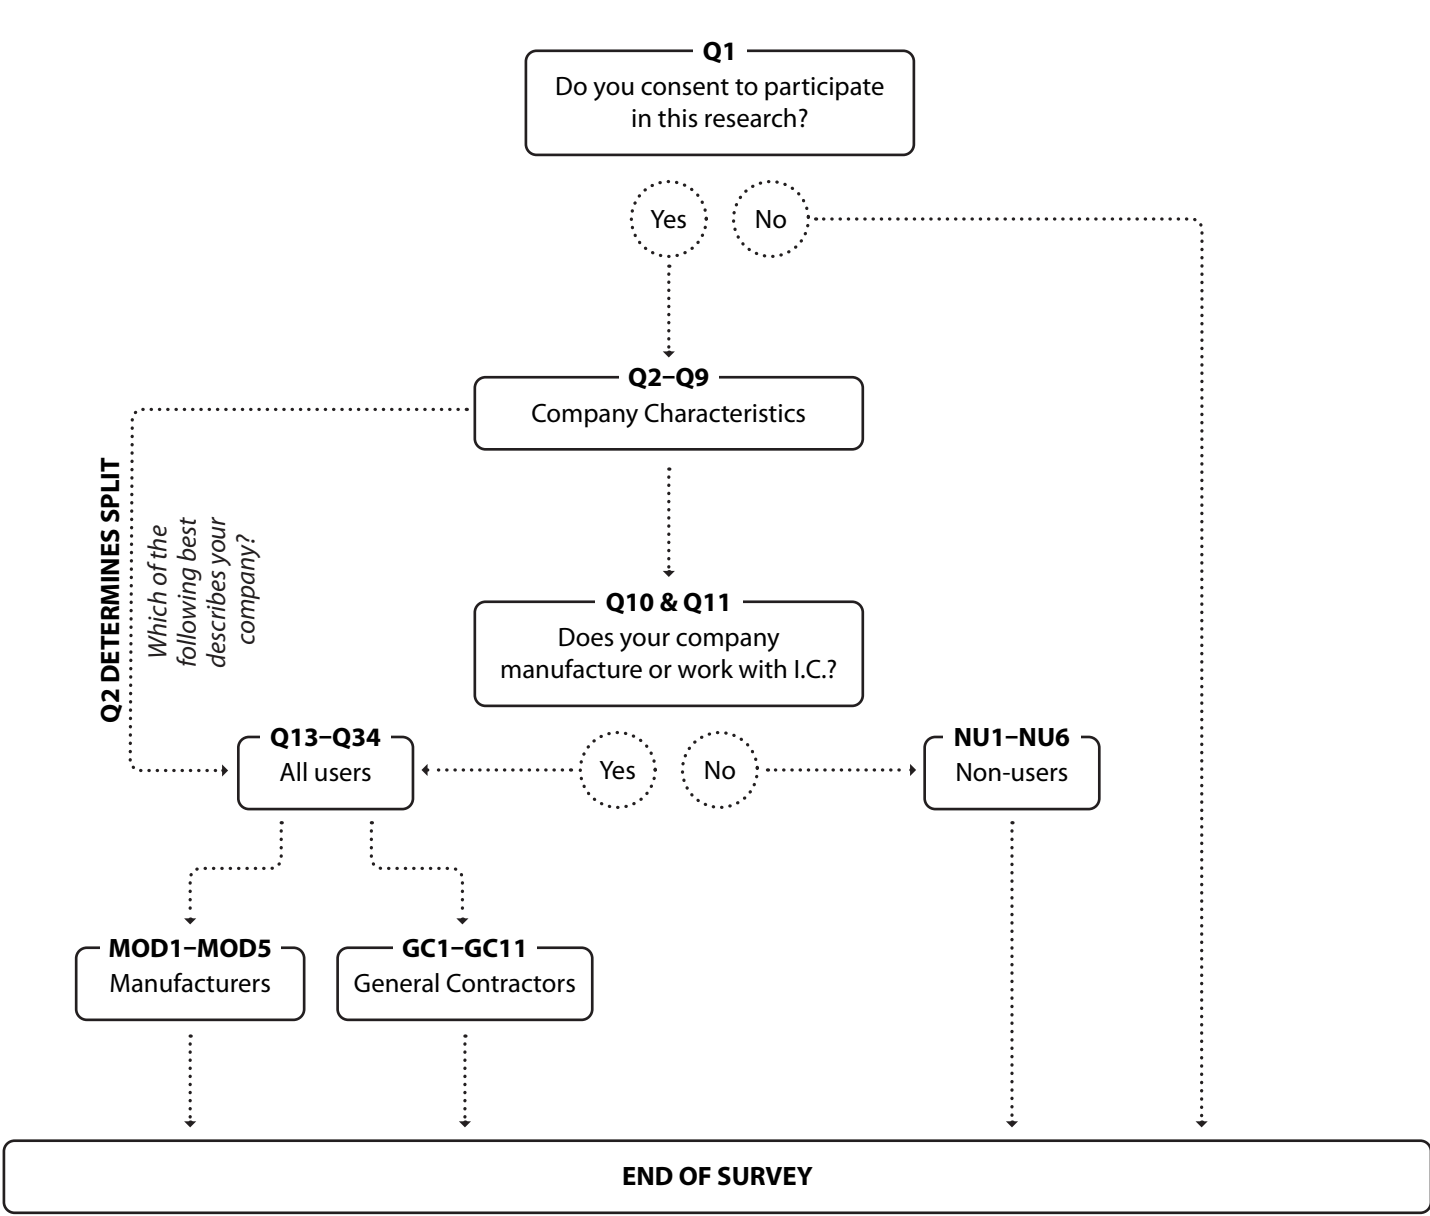 Q1
Do you consent to participate
in this research?
Yes
No
Q2–Q9
Company Characteristics
Q2 DETERMINES SPLIT
Which of the
following best
describes your
company?
Q10 & Q11
Does your company
manufacture or work with I.C.?
Q13–Q34
All users
Yes
No
NU1–NU6
Non-users
MOD1–MOD5
Manufacturers
GC1–GC11
General Contractors
END OF SURVEY